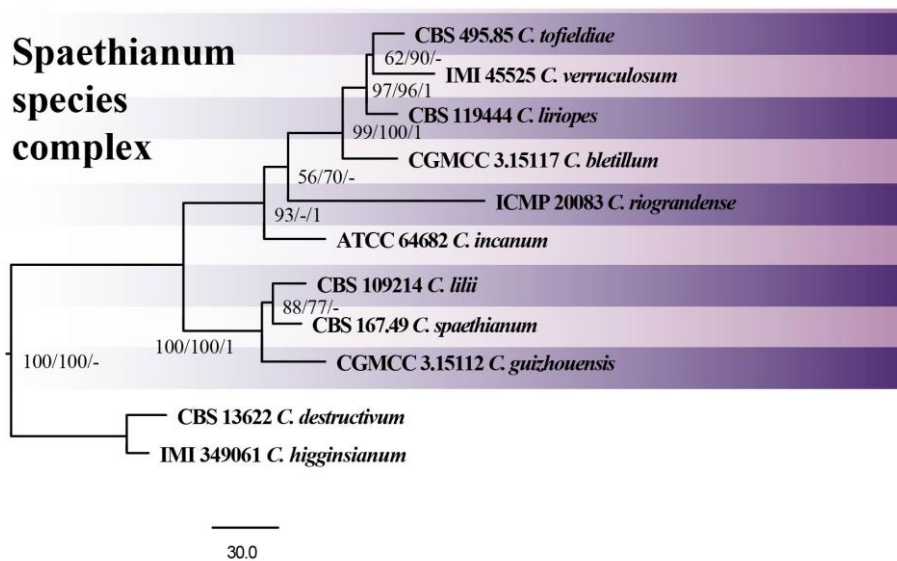 Spaethianum
species
complex
CBS 495.85 C. tofieldiae
62/90/-
IMI 45525 C. verruculosum
97/96/1
CBS 119444 C. liriopes
99/100/1
CGMCC 3.15117 C. bletillum
56/70/-
ICMP 20083 C. riograndense
93/-/1
ATCC 64682 C. incanum
CBS 109214 C. lilii
88/77/-
CBS 167.49 C. spaethianum
100/100/1
CGMCC 3.15112 C. guizhouensis
100/100/-
CBS 13622 C. destructivum
IMI 349061 C. higginsianum
30.0